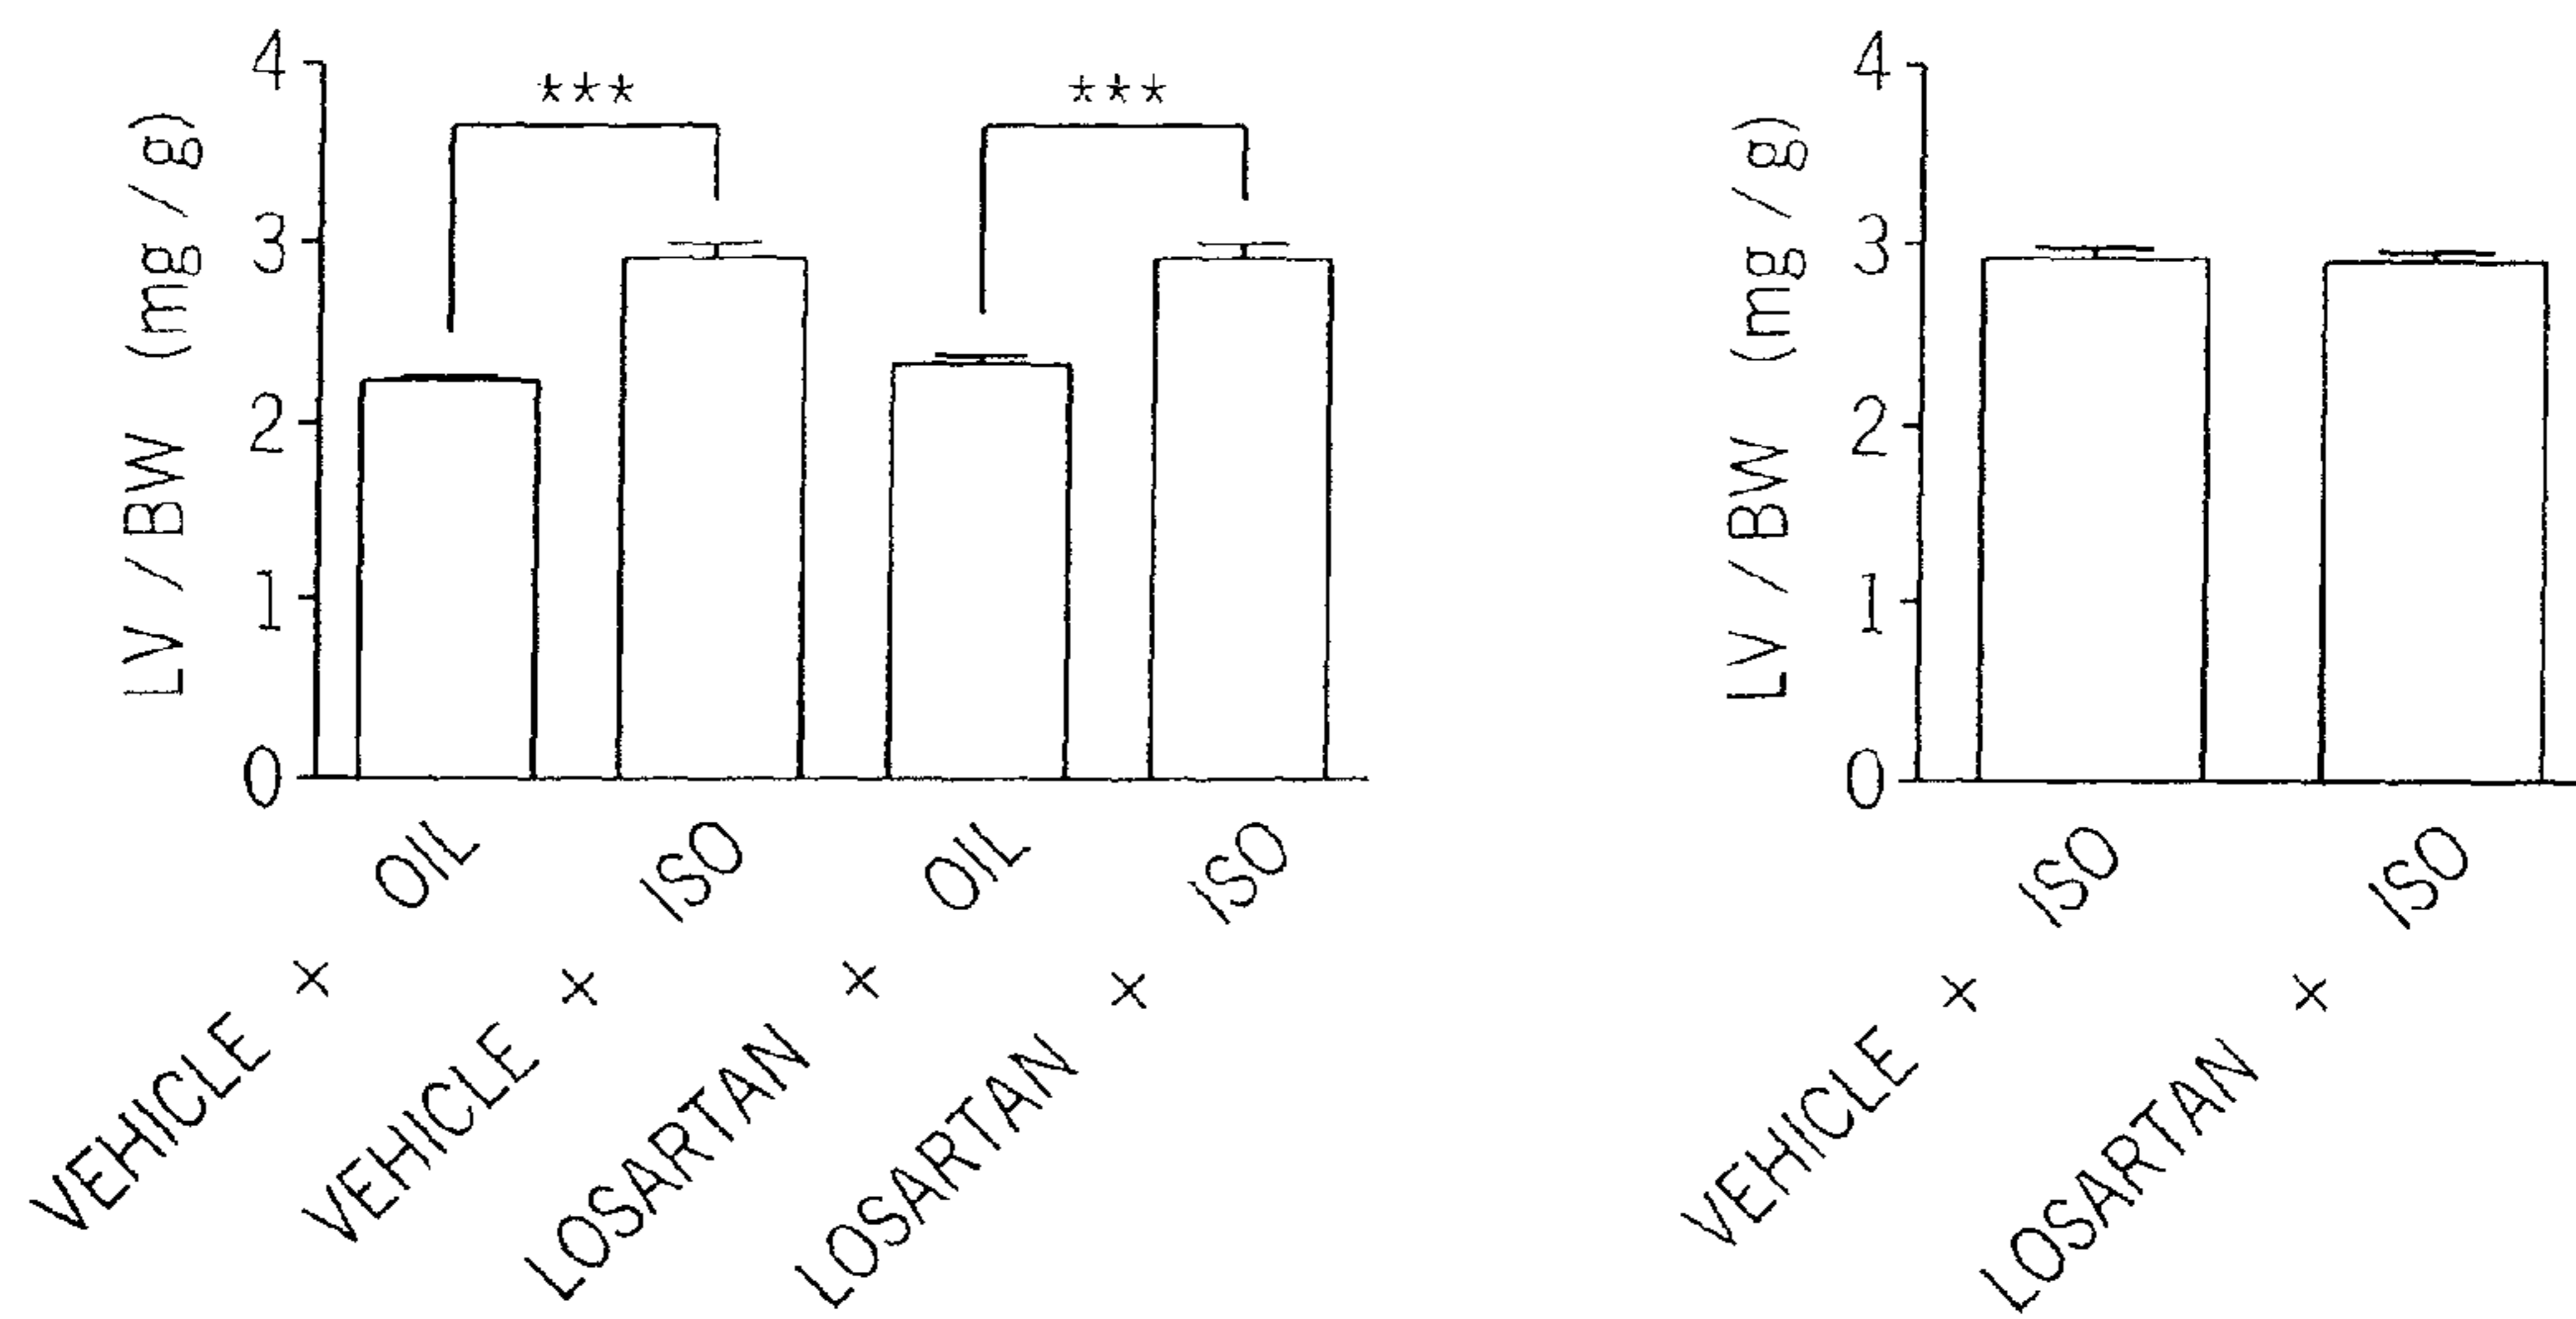 LV / BW (mg / g)
4
3
2
1
0
***
***
VEHICLE + OIL
VEHICLE + ISO
LOSARTAN + OIL
LOSARTAN + ISO
LV / BW (mg / g)
4
3
2
1
0
VEHICLE + ISO
LOSARTAN + ISO